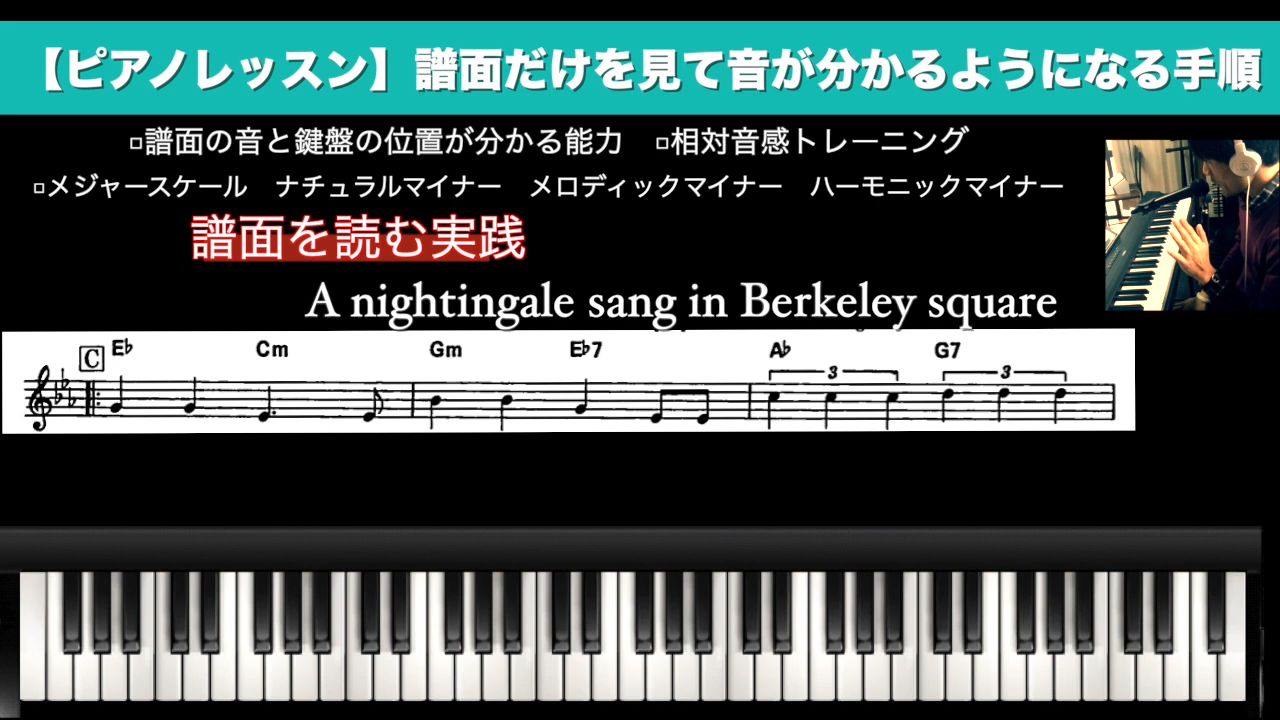 【ピアノレッスン】譜面だけを見て音が分かるようになる手順
▫譜面の音と鍵盤の位置が分かる能力　▫相対音感トレーニング
▫メジャースケール　ナチュラルマイナー　メロディックマイナー　ハーモニックマイナー
譜面を読む実践
A nightingale sang in Berkeley square
C E♭ Cm Gm E♭7 A♭ G7
3 3